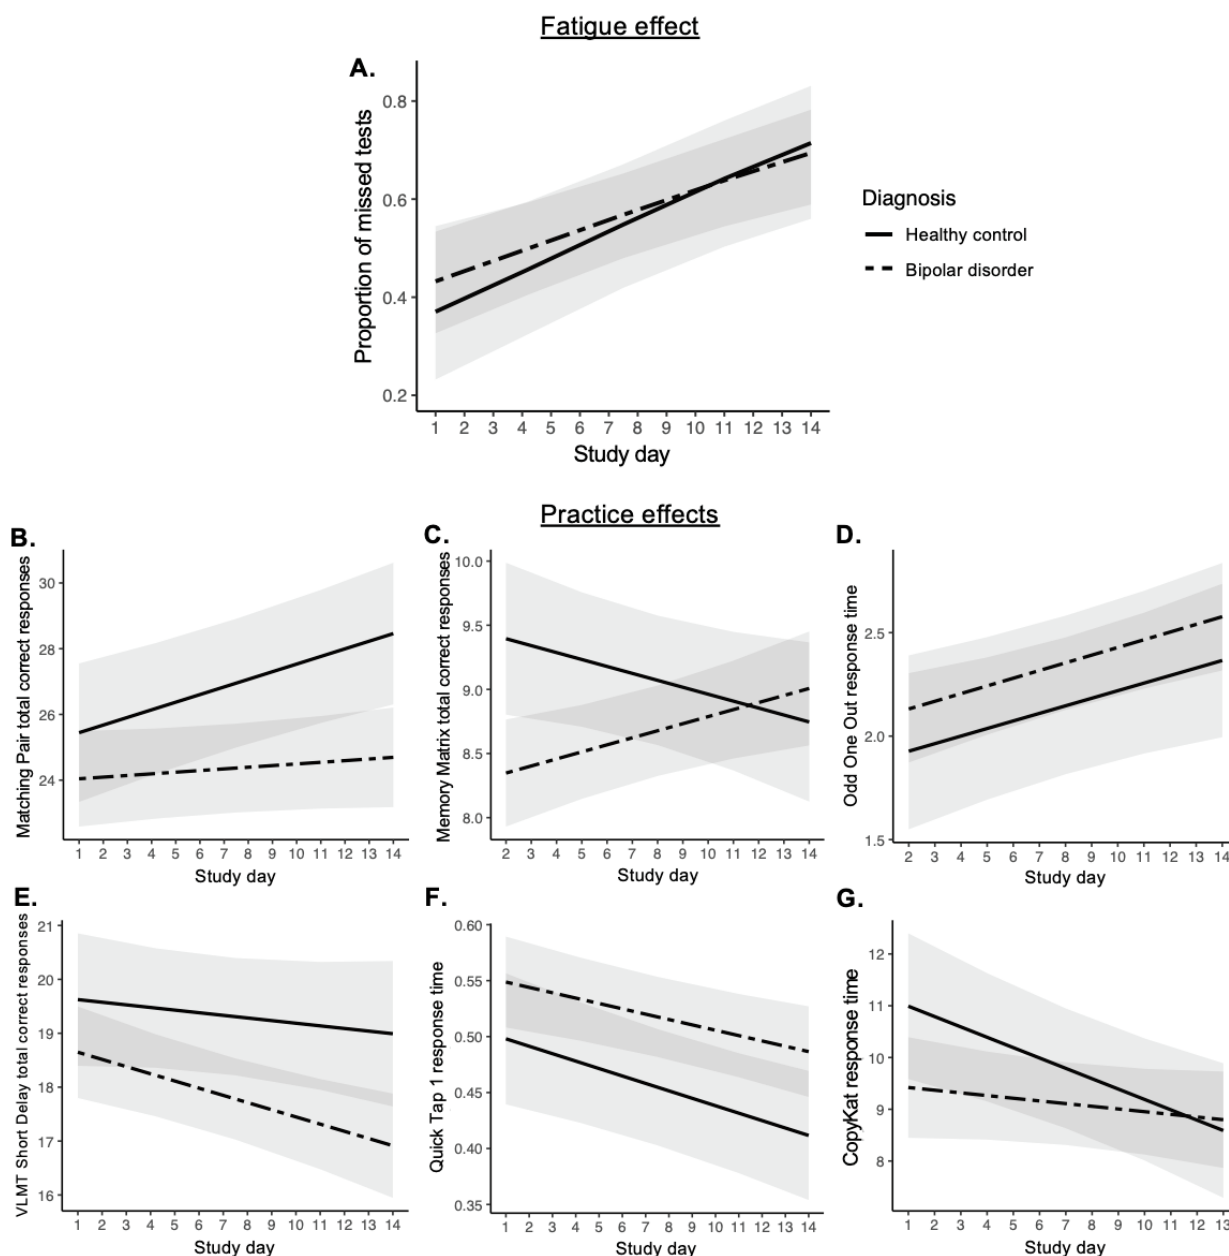 Fatigue effect
A.
Proportion of missed tests
0.8
0.6
0.4
0.2
1 2 3 4 5 6 7 8 9 10 11 12 13 14
Study day
Diagnosis
Healthy control
Bipolar disorder
Practice effects
B.
Matching Pair total correct responses
30
28
26
24
1 2 3 4 5 6 7 8 9 10 11 12 13 14
Study day
C.
Memory Matrix total correct responses
10.0
9.5
9.0
8.5
8.0
2 3 4 5 6 7 8 9 10 11 12 13 14
Study day
D.
Odd One Out response time
2.5
2.0
1.5
2 3 4 5 6 7 8 9 10 11 12 13 14
Study day
E.
VLMT Short Delay total correct responses
21
20
19
18
17
16
1 2 3 4 5 6 7 8 9 10 11 12 13 14
Study day
F.
Quick Tap 1 response time
0.60
0.55
0.50
0.45
0.40
0.35
1 2 3 4 5 6 7 8 9 10 11 12 13 14
Study day
G.
CopyKat response time
12
11
10
9
8
1 2 3 4 5 6 7 8 9 10 11 12 13
Study day